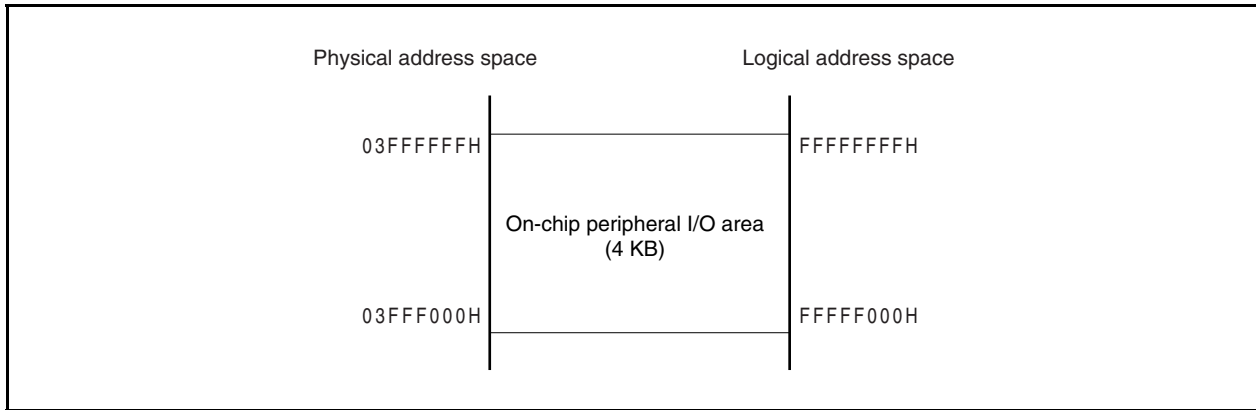 Physical address space
Logical address space
03FFFFFFH
FFFFFFFFH
On-chip peripheral I/O area
(4 KB)
03FFF000H
FFFFF000H